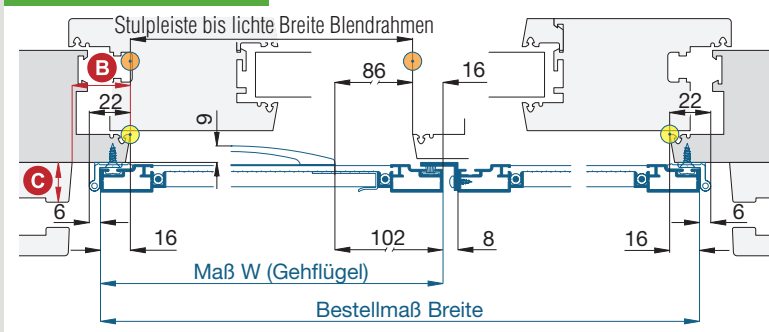 Stulpleiste bis lichte Breite Blendrahmen
B
86
16
22
22
9
C
6
16
102
8
16
6
Maß W (Gehflügel)
Bestellmaß Breite